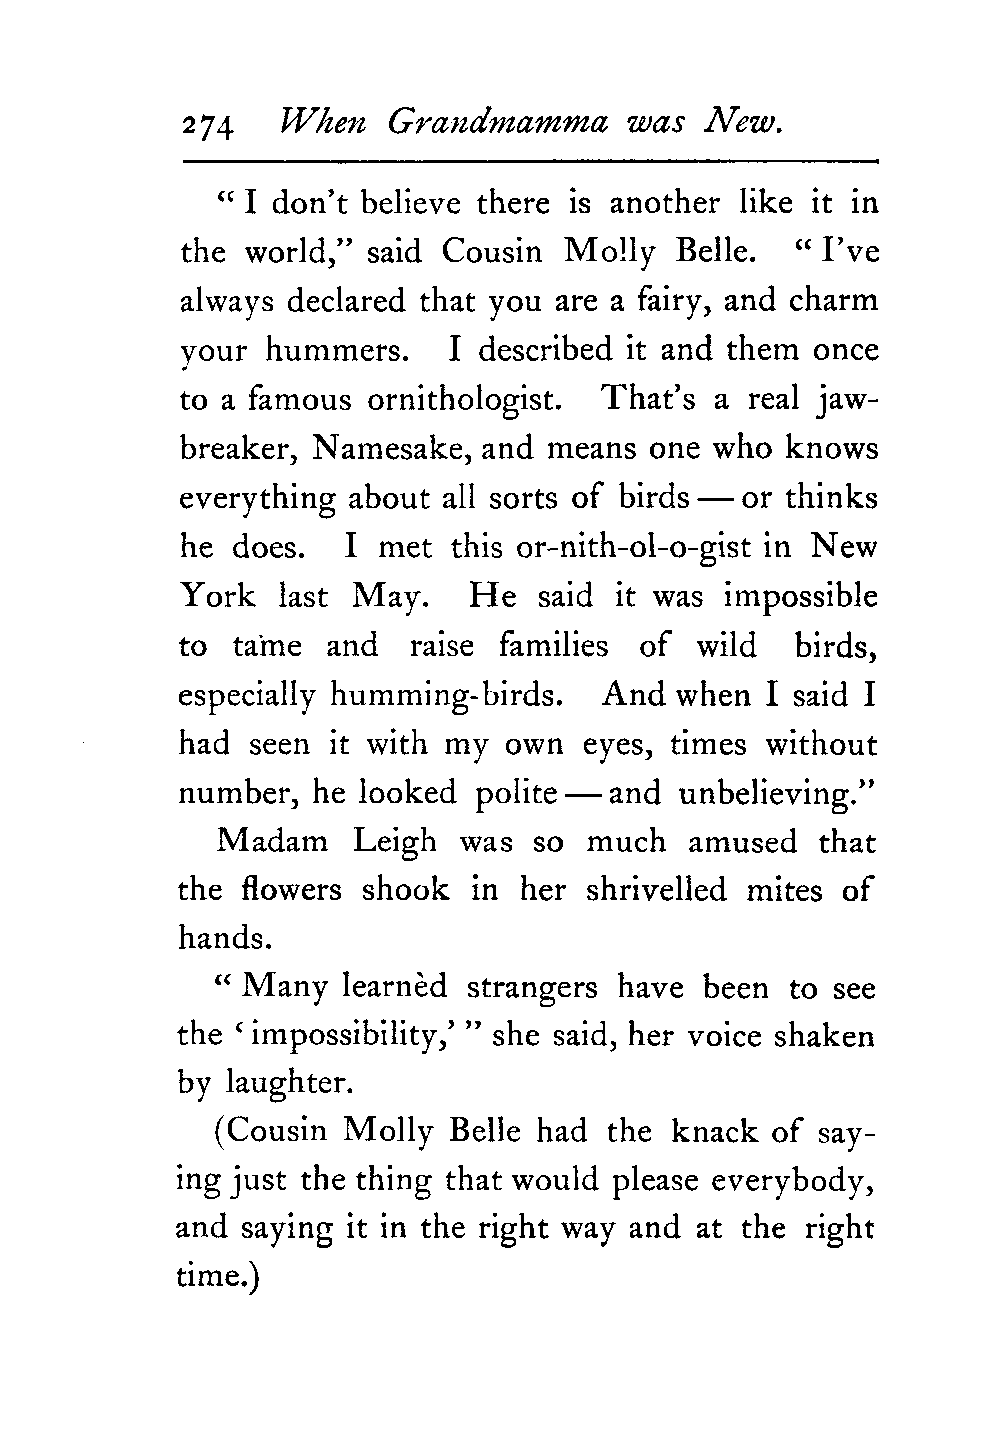 274 When Grandmamma was New.
“ I don’t believe there is another like it in
the world,” said Cousin Molly Belle. “ I’ve
always declared that you are a fairy, and charm
your hummers. I described it and them once
to a famous ornithologist. That’s a real jaw-
breaker, Namesake, and means one who knows
everything about all sorts of birds — or thinks
he does. I met this or-nith-ol-o-gist in New
York last May. He said it was impossible
to tame and raise families of wild birds,
especially humming-birds. And when I said I
had seen it with my own eyes, times without
number, he looked polite — and unbelieving.”
Madam Leigh was so much amused that
the flowers shook in her shrivelled mites of
hands.
“ Many learnèd strangers have been to see
the ‘ impossibility,’ ” she said, her voice shaken
by laughter.
(Cousin Molly Belle had the knack of say-
ing just the thing that would please everybody,
and saying it in the right way and at the right
time.)